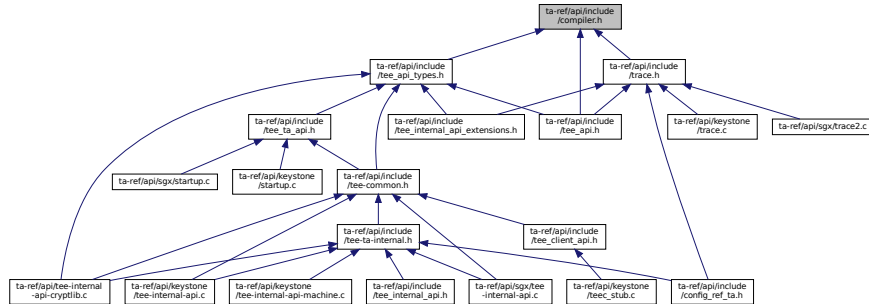 ta-ref/api/include
/compiler.h
ta-ref/api/include
/tee_api_types.h
ta-ref/api/include
/trace.h
ta-ref/api/include
/tee_ta_api.h
ta-ref/api/include
/tee_internal_api_extensions.h
ta-ref/api/include
/tee_api.h
ta-ref/api/keystone
/trace.c
ta-ref/api/sgx/trace2.c
ta-ref/api/sgx/startup.c
ta-ref/api/keystone
/startup.c
ta-ref/api/include
/tee-common.h
ta-ref/api/include
/tee-ta-internal.h
ta-ref/api/include
/tee_client_api.h
ta-ref/api/tee-internal
-api-cryptlib.c
ta-ref/api/keystone
/tee-internal-api.c
ta-ref/api/keystone
/tee-internal-api-machine.c
ta-ref/api/include
/tee_internal_api.h
ta-ref/api/sgx/tee
-internal-api.c
ta-ref/api/keystone
/teec_stub.c
ta-ref/api/include
/config_ref_ta.h